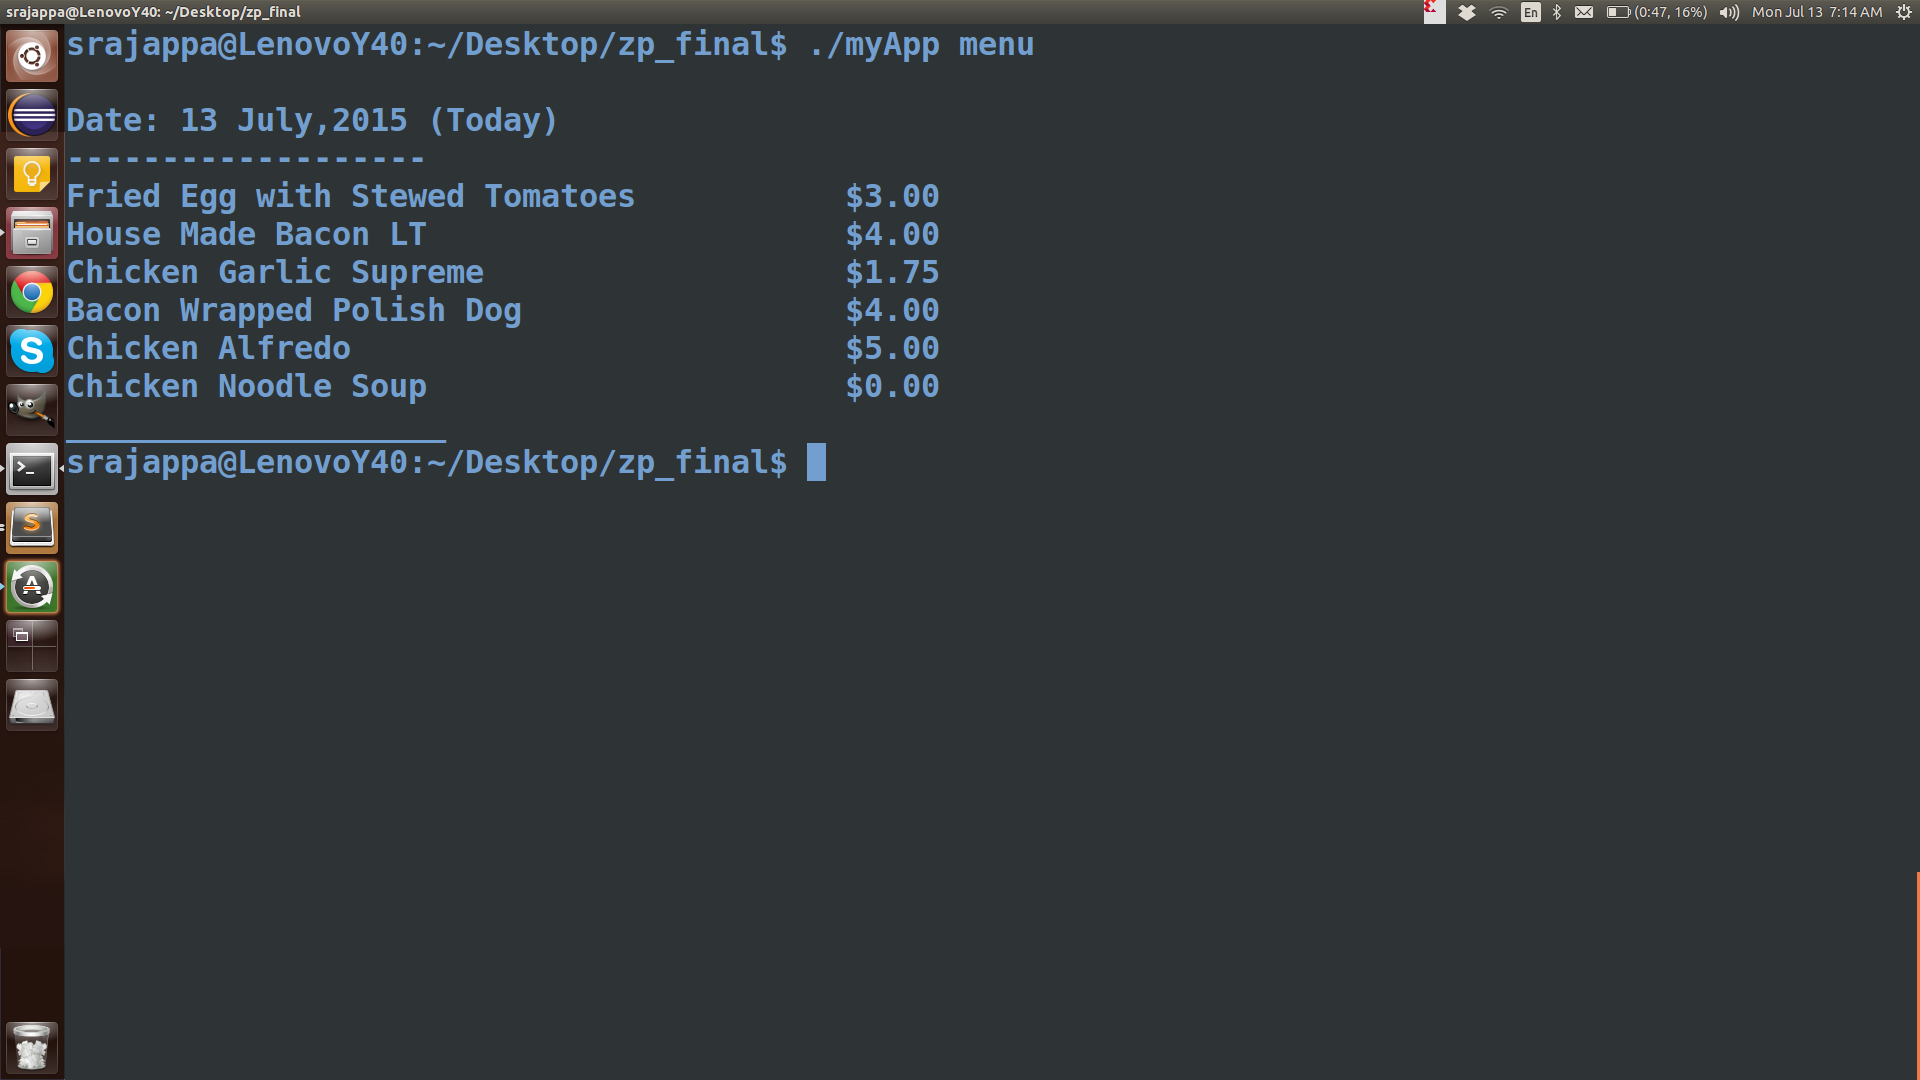 srajappa@LenovoY40: ~/Desktop/zp_final
En (0:47, 16%) Mon Jul 13 7:14 AM
srajappa@LenovoY40:~/Desktop/zp_final$ ./myApp menu
Date: 13 July,2015 (Today)
-------------------
Fried Egg with Stewed Tomatoes $3.00
House Made Bacon LT $4.00
Chicken Garlic Supreme $1.75
Bacon Wrapped Polish Dog $4.00
Chicken Alfredo $5.00
Chicken Noodle Soup $0.00
____________________
srajappa@LenovoY40:~/Desktop/zp_final$